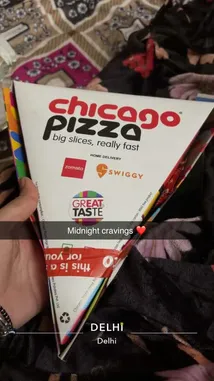 chicago
pizza
big slices, really fast
HOME DELIVERY
zomato
SWIGGY
GREAT
TASTE
Midnight cravings ❤️
this is a
for you
DELHI
Delhi